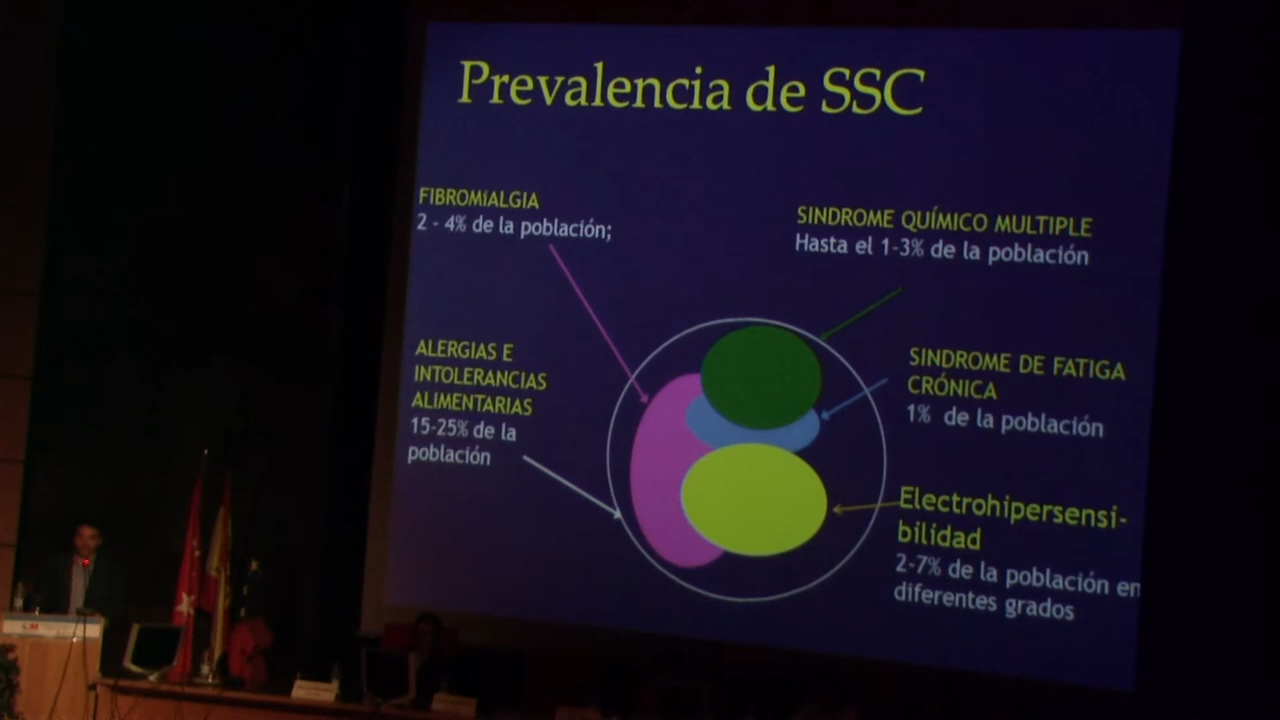 Prevalencia de SSC
FIBROMiALGIA
2 - 4% de la población;
SINDROME QUÍMICO MULTIPLE
Hasta el 1-3% de la población
ALERGIAS E
INTOLERANCIAS
ALIMENTARIAS
15-25% de la
población
SINDROME DE FATIGA
CRÓNICA
1% de la población
Electrohipersensi-
bilidad
2-7% de la población en
diferentes grados